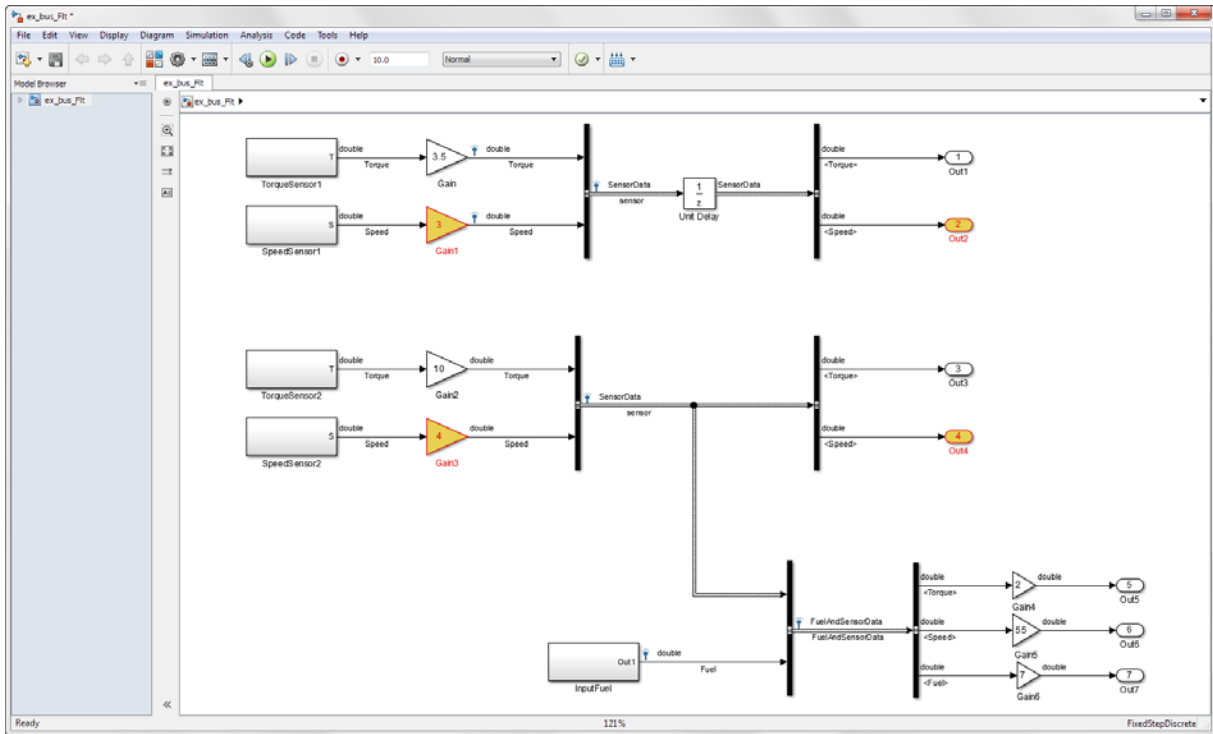 ex_bus_Flt *
File Edit View Display Diagram Simulation Analysis Code Tools Help
10.0 Normal
Model Browser ex_bus_Flt
ex_bus_Flt ex_bus_Flt
double double double
T 3.5 1
Torque Torque <Torque>
TorqueSensor1 Gain Out1
SensorData 1 SensorData
sensor z
Unit Delay
double double double
S 3 2
Speed Speed <Speed>
SpeedSensor1 Gain1 Out2
double double double
T 10 3
Torque Torque <Torque>
TorqueSensor2 Gain2 Out3
SensorData
sensor
double double double
S 4 4
Speed Speed <Speed>
SpeedSensor2 Gain3 Out4
double 2 double 5
<Torque> Gain4 Out5
FuelAndSensorData double 55 double 6
FuelAndSensorData <Speed> Gain5 Out6
Out1 double double 7 double 7
Fuel <Fuel> Gain6 Out7
InputFuel
Ready 121% FixedStepDiscrete